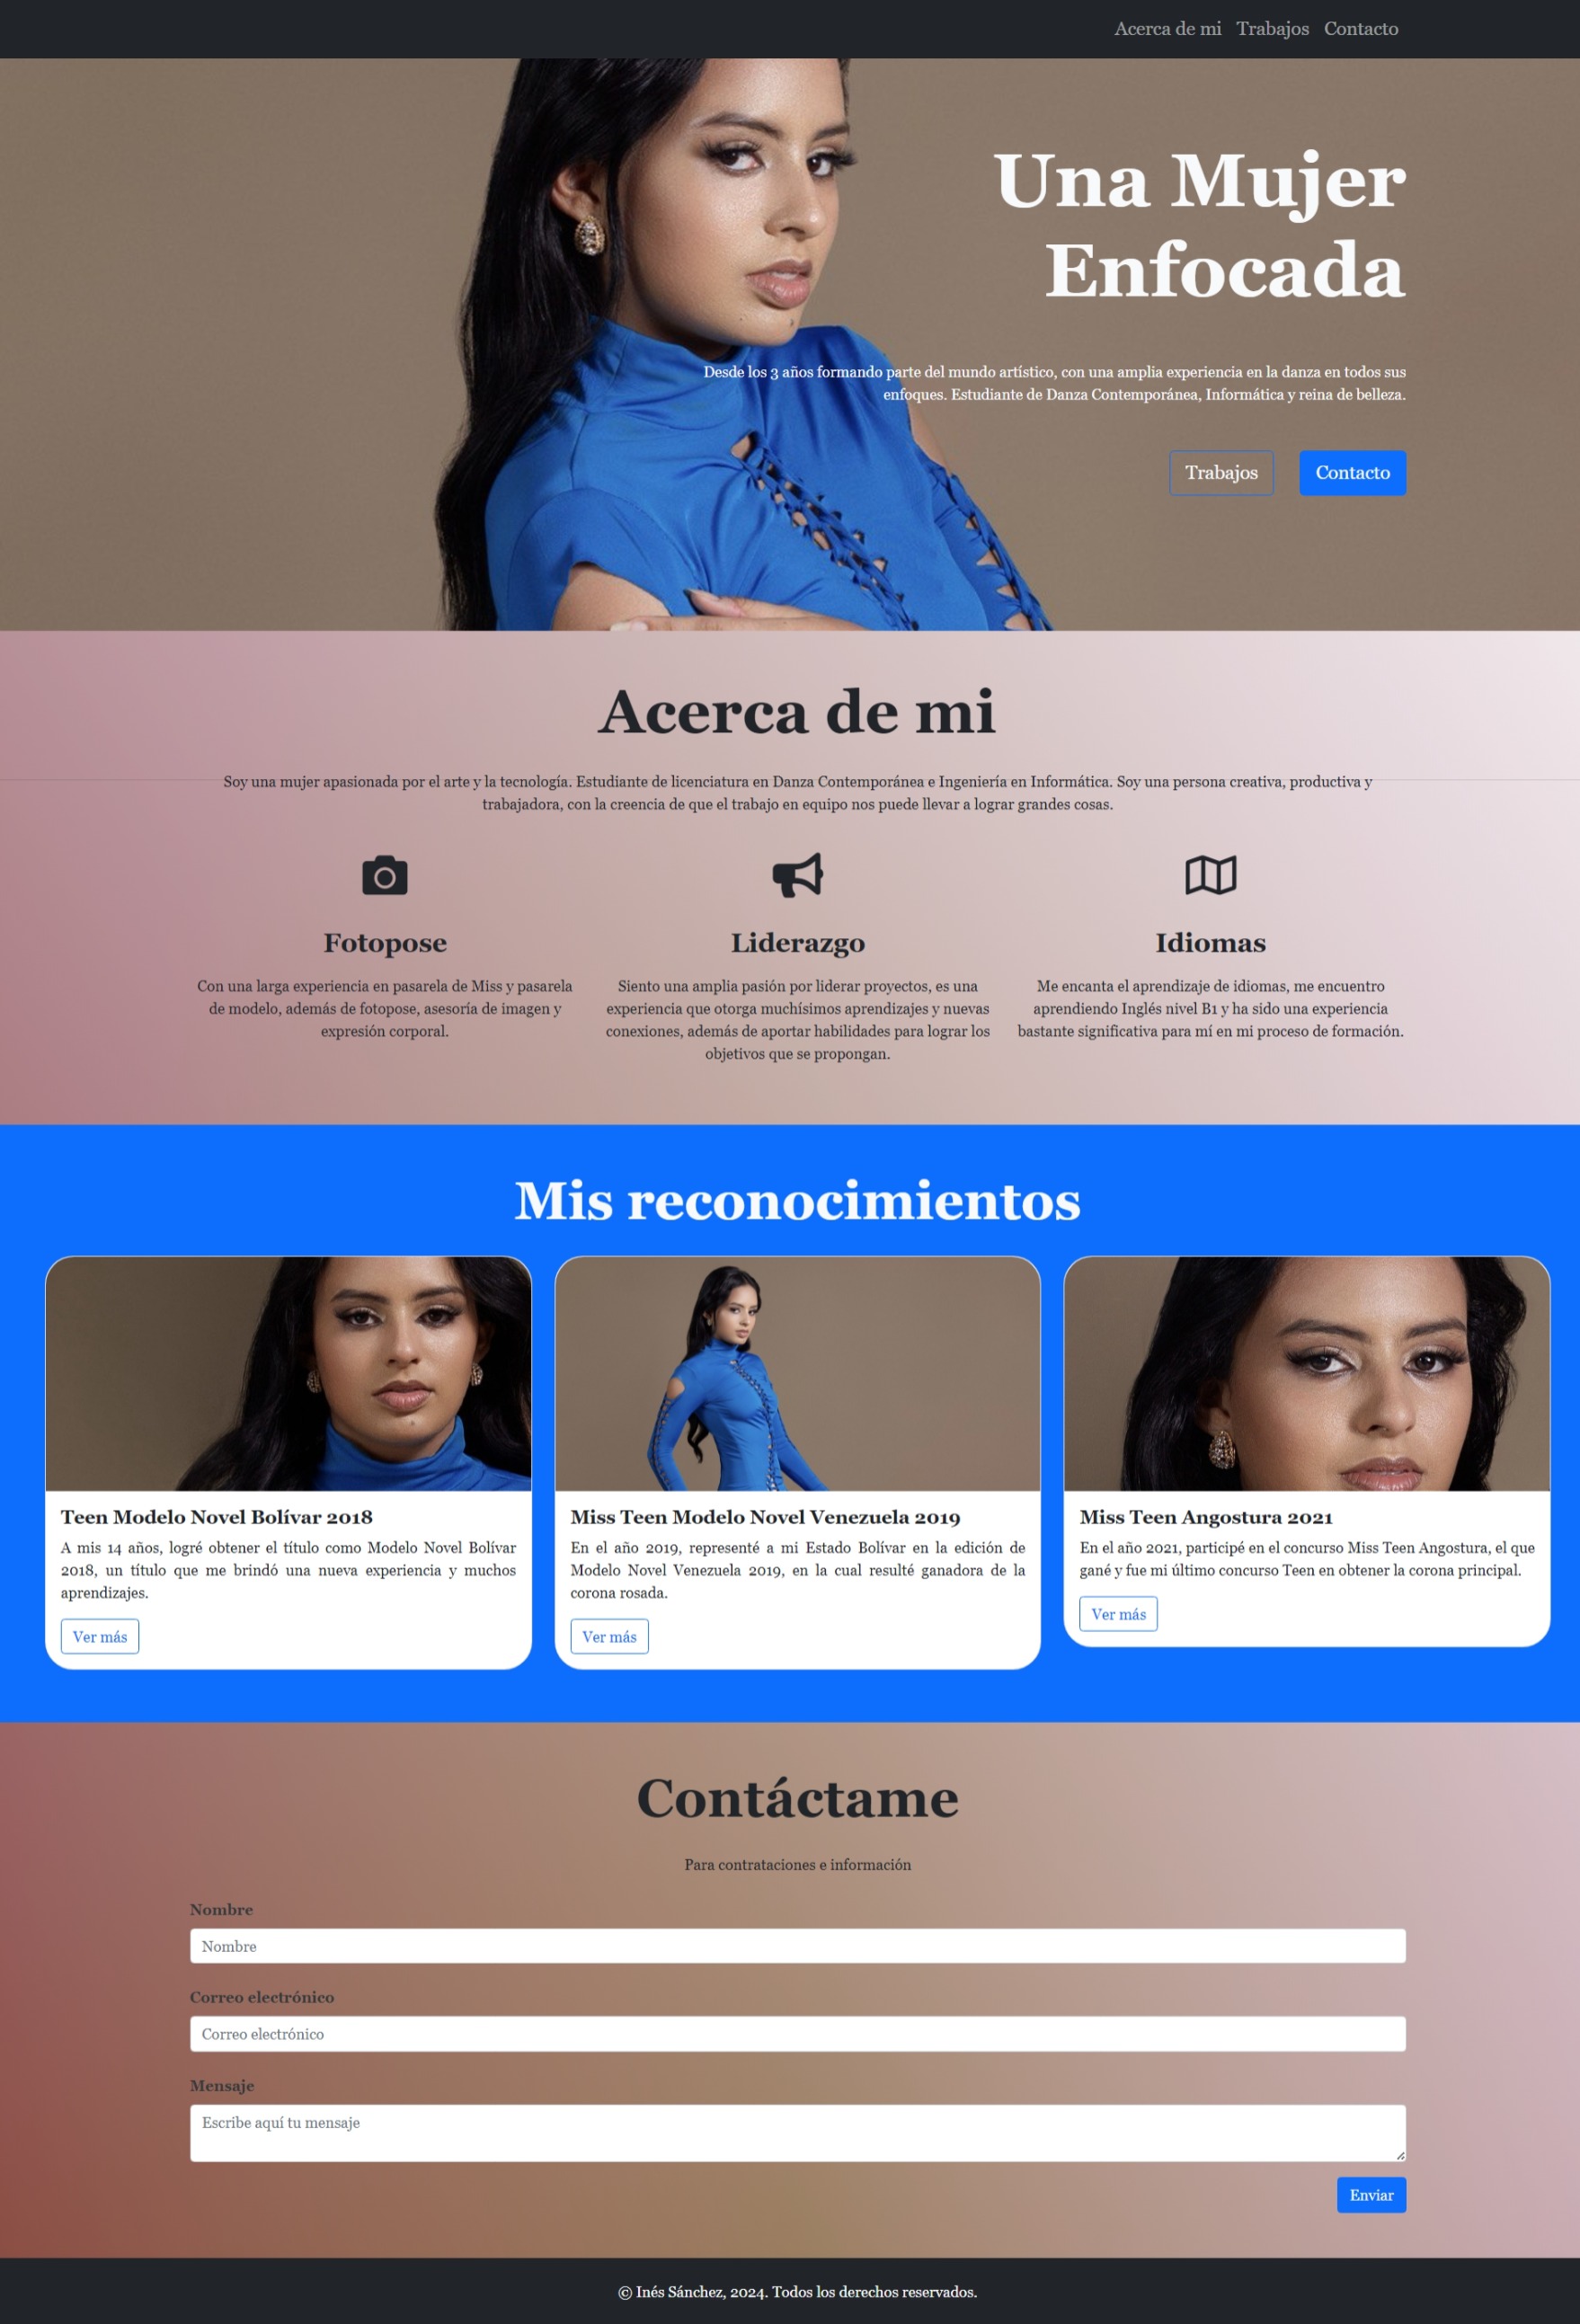 Acerca de mi Trabajos Contacto
Una Mujer
Enfocada
Desde los 3 años formando parte del mundo artístico, con una amplia experiencia en la danza en todos sus
enfoques. Estudiante de Danza Contemporánea, Informática y reina de belleza.
Trabajos Contacto
Acerca de mi
Soy una mujer apasionada por el arte y la tecnología. Estudiante de licenciatura en Danza Contemporánea e Ingeniería en Informática. Soy una persona creativa, productiva y
trabajadora, con la creencia de que el trabajo en equipo nos puede llevar a lograr grandes cosas.
Fotopose
Con una larga experiencia en pasarela de Miss y pasarela
de modelo, además de fotopose, asesoría de imagen y
expresión corporal.
Liderazgo
Siento una amplia pasión por liderar proyectos, es una
experiencia que otorga muchísimos aprendizajes y nuevas
conexiones, además de aportar habilidades para lograr los
objetivos que se propongan.
Idiomas
Me encanta el aprendizaje de idiomas, me encuentro
aprendiendo Inglés nivel B1 y ha sido una experiencia
bastante significativa para mí en mi proceso de formación.
Mis reconocimientos
Teen Modelo Novel Bolívar 2018
A mis 14 años, logré obtener el título como Modelo Novel Bolívar
2018, un título que me brindó una nueva experiencia y muchos
aprendizajes.
Ver más
Miss Teen Modelo Novel Venezuela 2019
En el año 2019, representé a mi Estado Bolívar en la edición de
Modelo Novel Venezuela 2019, en la cual resulté ganadora de la
corona rosada.
Ver más
Miss Teen Angostura 2021
En el año 2021, participé en el concurso Miss Teen Angostura, el que
gané y fue mi último concurso Teen en obtener la corona principal.
Ver más
Contáctame
Para contrataciones e información
Nombre
Nombre
Correo electrónico
Correo electrónico
Mensaje
Escribe aquí tu mensaje
Enviar
© Inés Sánchez, 2024. Todos los derechos reservados.